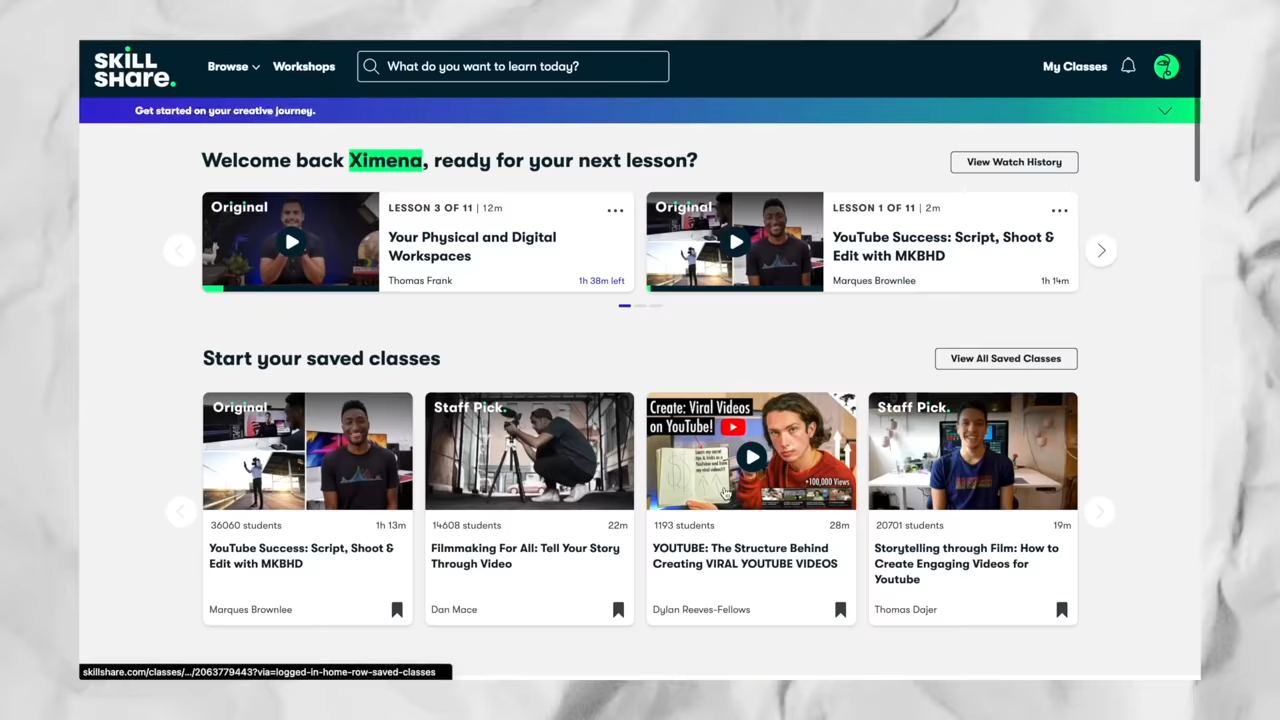 SKILL
SHARE.
Browse
Workshops
What do you want to learn today?
My Classes
Get started on your creative journey.
Welcome back Ximena, ready for your next lesson?
View Watch History
Original
LESSON 3 OF 11 | 12m
Your Physical and Digital
Workspaces
Thomas Frank
1h 38m left
Original
LESSON 1 OF 11 | 2m
YouTube Success: Script, Shoot &
Edit with MKBHD
Marques Brownlee
1h 14m
Start your saved classes
View All Saved Classes
Original
36060 students
1h 13m
YouTube Success: Script, Shoot &
Edit with MKBHD
Marques Brownlee
Staff Pick.
14608 students
22m
Filmmaking For All: Tell Your Story
Through Video
Dan Mace
Create: Viral Videos
on YouTube!
+100,000 Views
1193 students
28m
YOUTUBE: The Structure Behind
Creating VIRAL YOUTUBE VIDEOS
Dylan Reeves-Fellows
Staff Pick.
20701 students
19m
Storytelling through Film: How to
Create Engaging Videos for
Youtube
Thomas Dajer
skillshare.com/classes/.../2063779443?via=logged-in-home-row-saved-classes